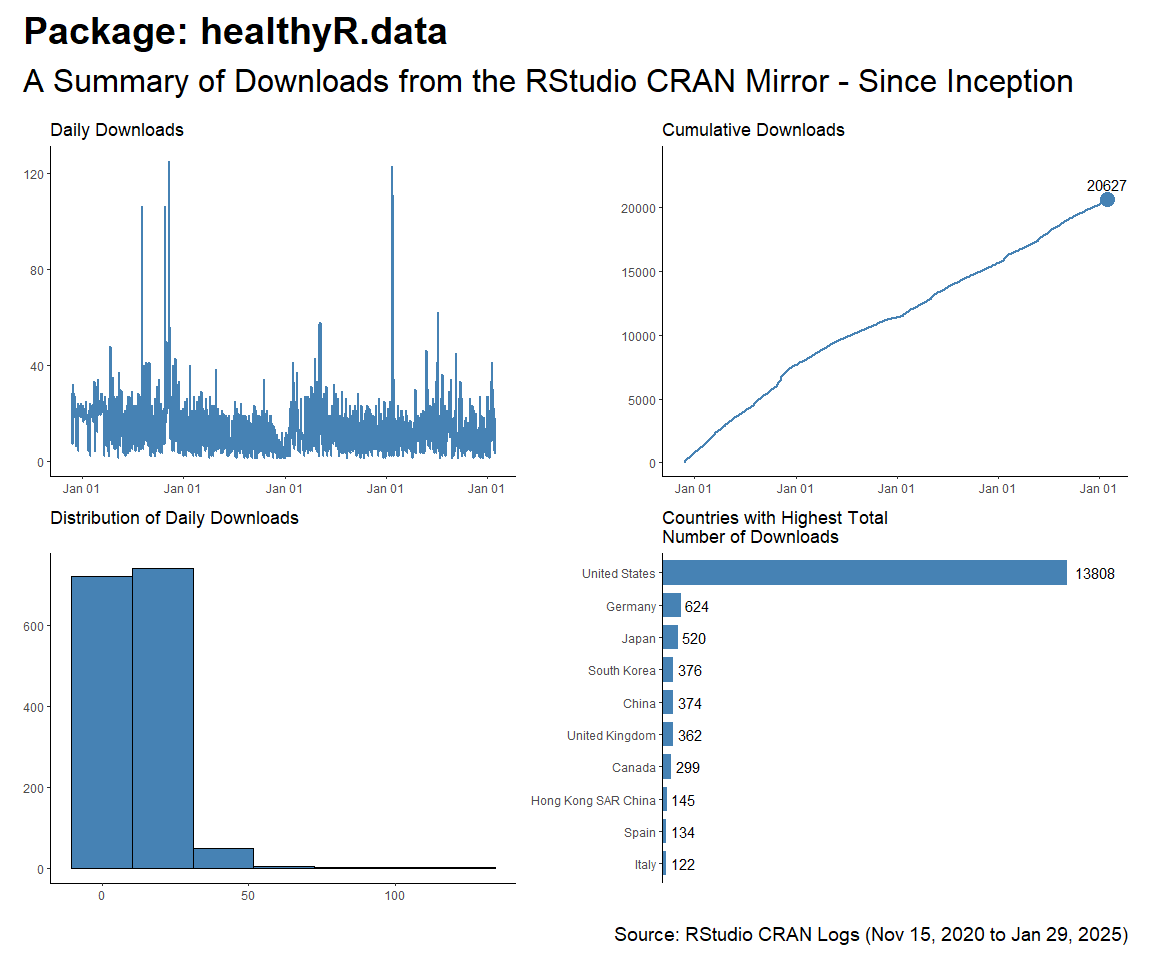 Package: healthyR.data
A Summary of Downloads from the RStudio CRAN Mirror - Since Inception
Daily Downloads
120
80
40
0
Jan 01 Jan 01 Jan 01 Jan 01 Jan 01
Cumulative Downloads
20627
20000
15000
10000
5000
0
Jan 01 Jan 01 Jan 01 Jan 01 Jan 01
Distribution of Daily Downloads
600
400
200
0
0 50 100
Countries with Highest Total
Number of Downloads
United States 13808
Germany 624
Japan 520
South Korea 376
China 374
United Kingdom 362
Canada 299
Hong Kong SAR China 145
Spain 134
Italy 122
Source: RStudio CRAN Logs (Nov 15, 2020 to Jan 29, 2025)